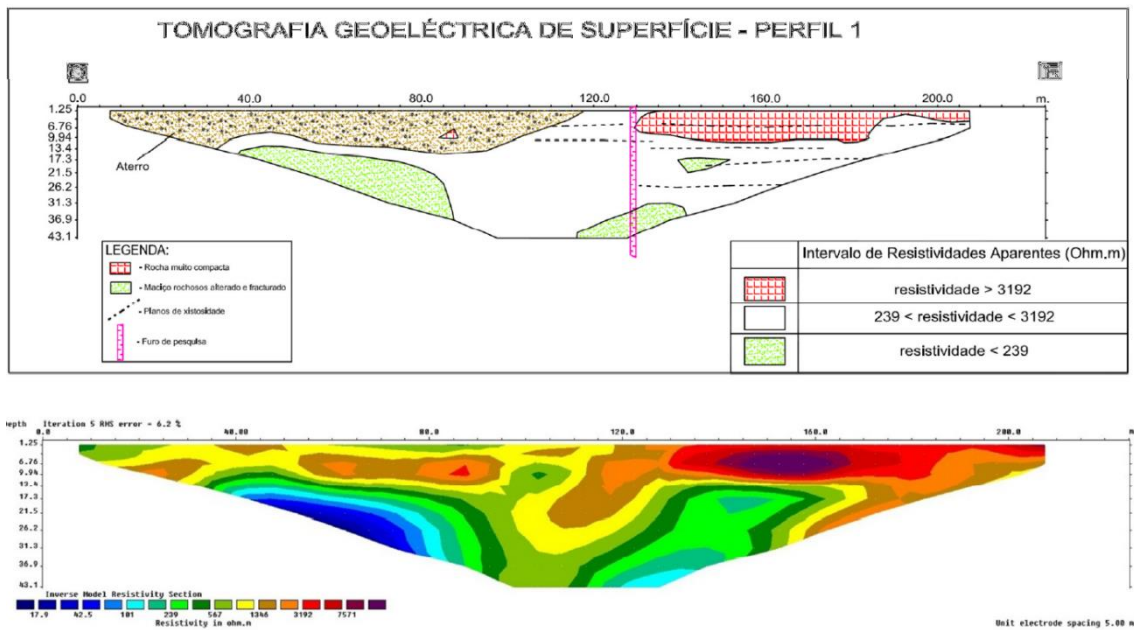 TOMOGRAFIA GEOELÉCTRICA DE SUPERFÍCIE - PERFIL 1
0.0 40.0 80.0 120.0 160.0 200.0 m.
1.25
6.76
9.94
13.4
17.3
21.5
26.2
31.3
36.9
43.1
Aterro
LEGENDA:
- Rocha muito compacta
- Maciço rochosos alterado e fracturado
- Planos de xistosidade
- Furo de pesquisa
Intervalo de Resistividades Aparentes (Ohm.m)
resistividade > 3192
239 < resistividade < 3192
resistividade < 239
epth Iteration 5 RMS error = 6.2 %
0.0 40.00 80.0 120.0 160.0 200.0
1.25
6.76
9.94
13.4
17.3
21.5
26.2
31.3
36.9
43.1
Inverse Model Resistivity Section
17.9 42.5 101 239 567 1346 3192 7571
Resistivity in ohm.m
Unit electrode spacing 5.00 m